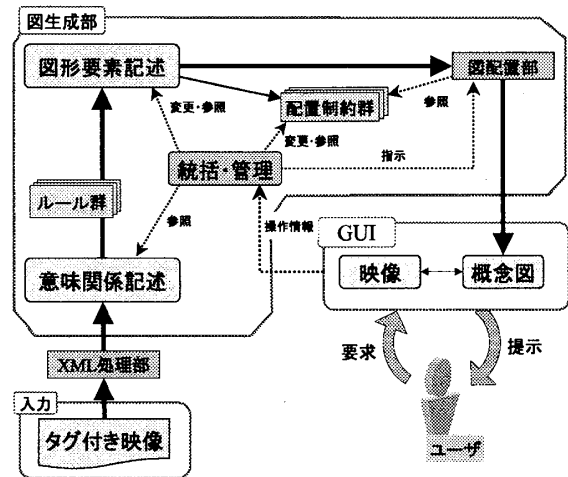 図生成部
図形要素記述
図配置部
配置制約群
参照
変更・参照
変更・参照
統括・管理
指示
ルール群
参照
操作情報
GUI
意味関係記述
映像
概念図
XML処理部
要求
提示
入力
タグ付き映像
ユーザ